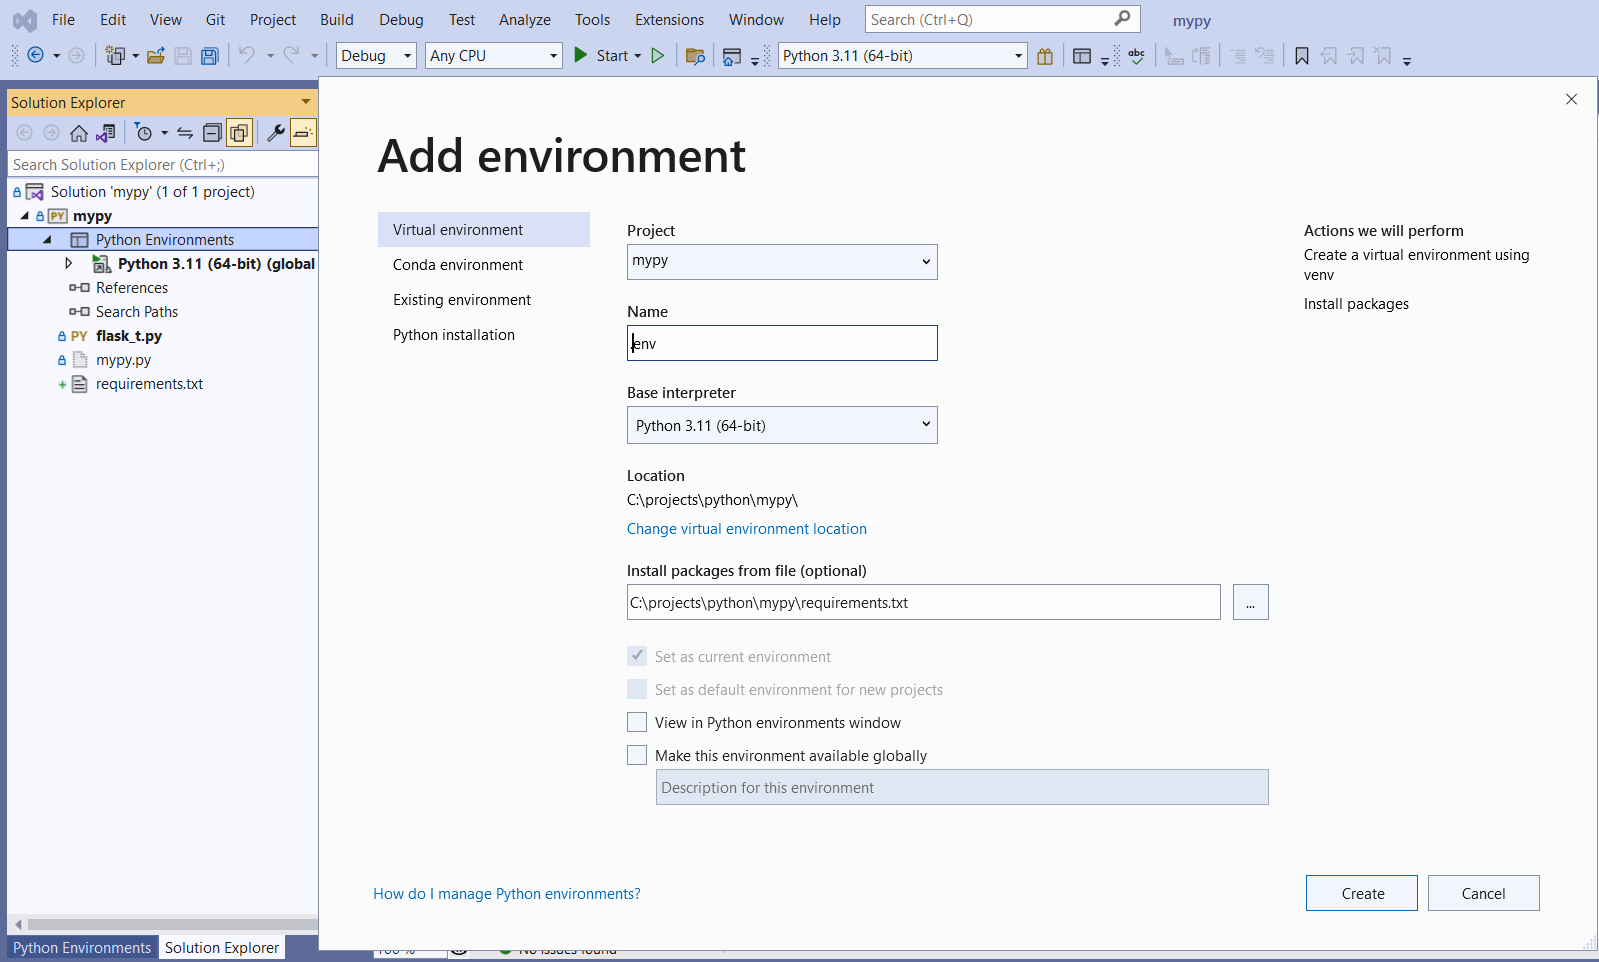 File Edit View Git Project Build Debug Test Analyze Tools Extensions Window Help Search (Ctrl+Q) mypy
Debug Any CPU Start Python 3.11 (64-bit) abc
Solution Explorer
Search Solution Explorer (Ctrl+;)
Solution 'mypy' (1 of 1 project)
PY mypy
Python Environments
Python 3.11 (64-bit) (global
References
Search Paths
PY flask_t.py
mypy.py
requirements.txt
Python Environments Solution Explorer
Add environment
Virtual environment
Conda environment
Existing environment
Python installation
Project
mypy
Name
env
Base interpreter
Python 3.11 (64-bit)
Location
C:\projects\python\mypy\
Change virtual environment location
Install packages from file (optional)
C:\projects\python\mypy\requirements.txt
...
Set as current environment
Set as default environment for new projects
View in Python environments window
Make this environment available globally
Description for this environment
Actions we will perform
Create a virtual environment using
venv
Install packages
How do I manage Python environments?
Create Cancel
No issues found